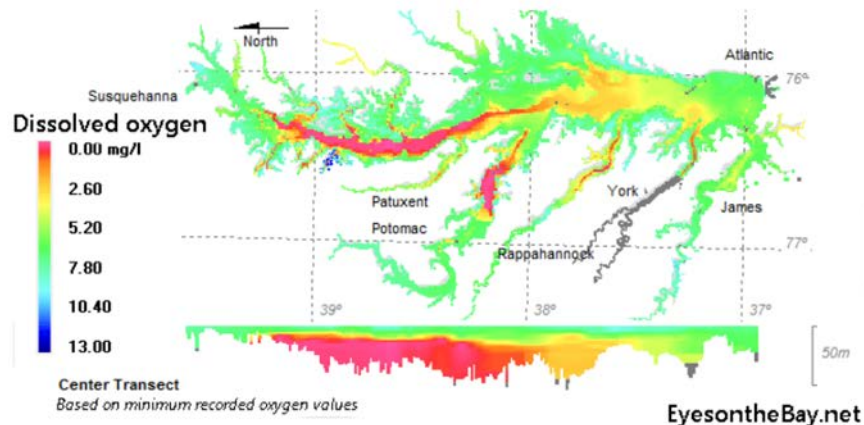 North
Atlantic
76°
Susquehanna
Dissolved oxygen
0.00 mg/l
2.60
5.20
7.80
10.40
13.00
Patuxent
Potomac
York
Rappahannock
James
77°
39°
38°
37°
50m
Center Transect
Based on minimum recorded oxygen values
EyesontheBay.net